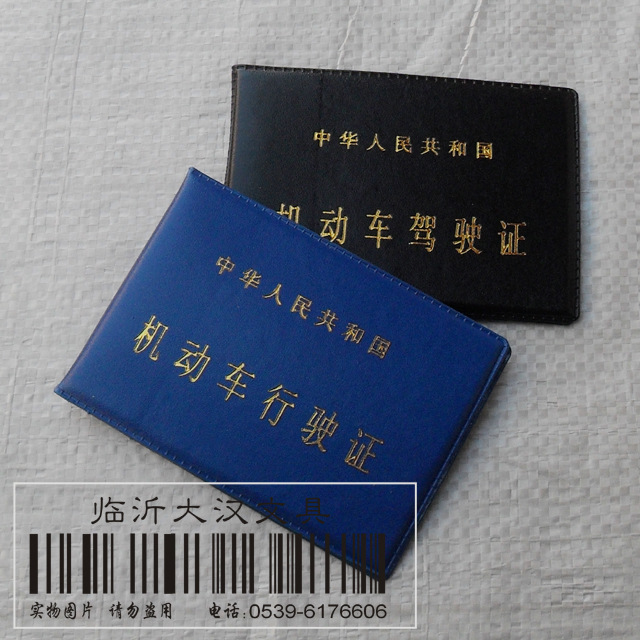 中华人民共和国
机动车驾驶证
中华人民共和国
机动车行驶证
临沂大汉文具
实物图片 请勿盗用 电话:0539-6176606